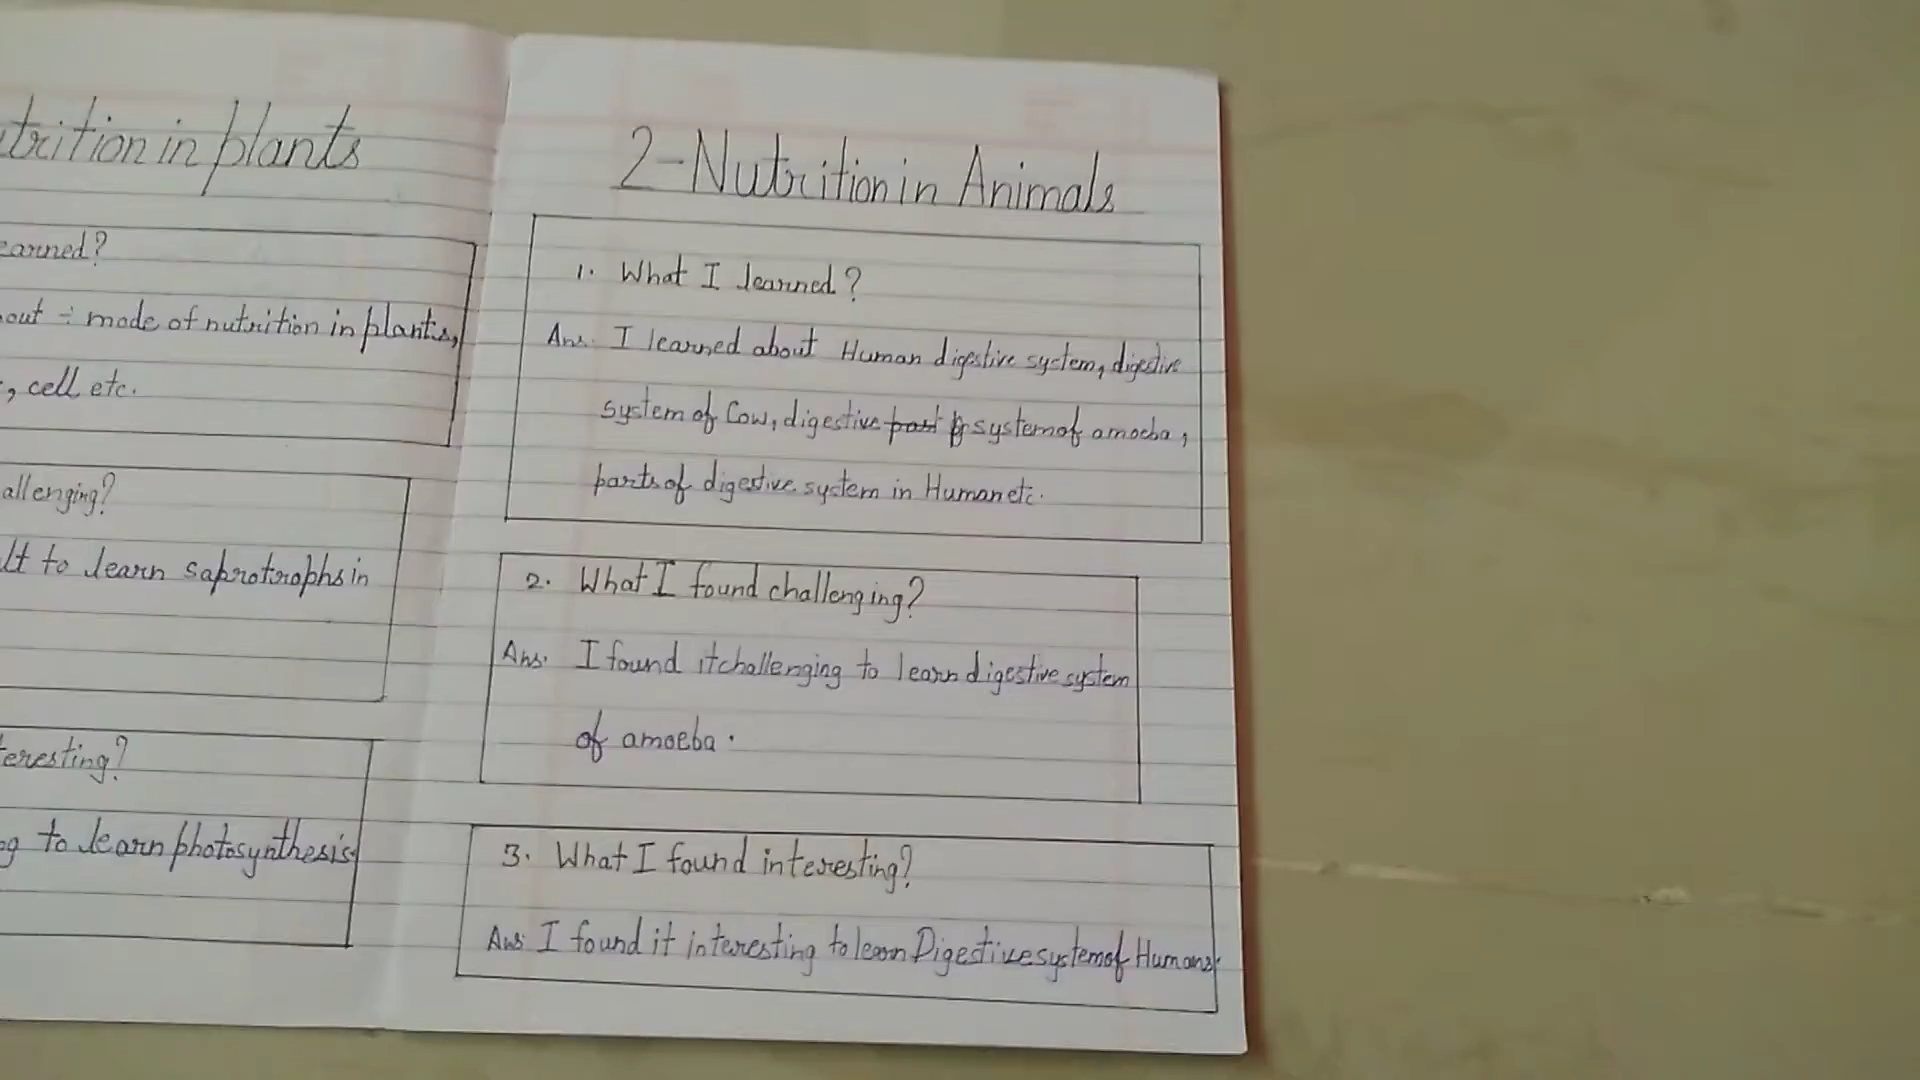 trition in plants
earned?
out ÷ mode of nutrition in plants,
, cell etc.
allenging?
lt to learn saprotrophs in
eresting?
g to learn photosynthesis.
2-Nutrition in Animals
1. What I learned?
Ans. I learned about Human digestive system, digestive
system of Cow, digestive part of system of amoeba,
parts of digestive system in Human etc.
2. What I found challenging?
Ans. I found it challenging to learn digestive system
of amoeba.
3. What I found interesting?
Ans. I found it interesting to learn Digestive system of Humans.